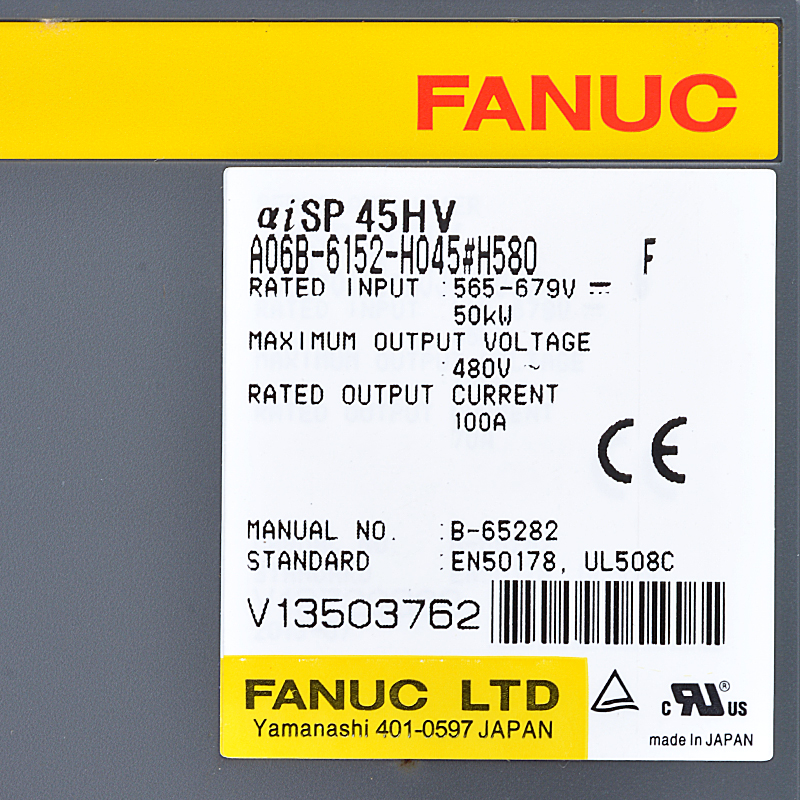 FANUC
αiSP 45HV
A06B-6152-H045#H580 F
RATED INPUT :565-679V ⎓
50kW
MAXIMUM OUTPUT VOLTAGE
:480V ~
RATED OUTPUT CURRENT
100A
CE
MANUAL NO. :B-65282
STANDARD :EN50178, UL508C
V13503762
FANUC LTD
Yamanashi 401-0597 JAPAN
c RU ® US
made in JAPAN